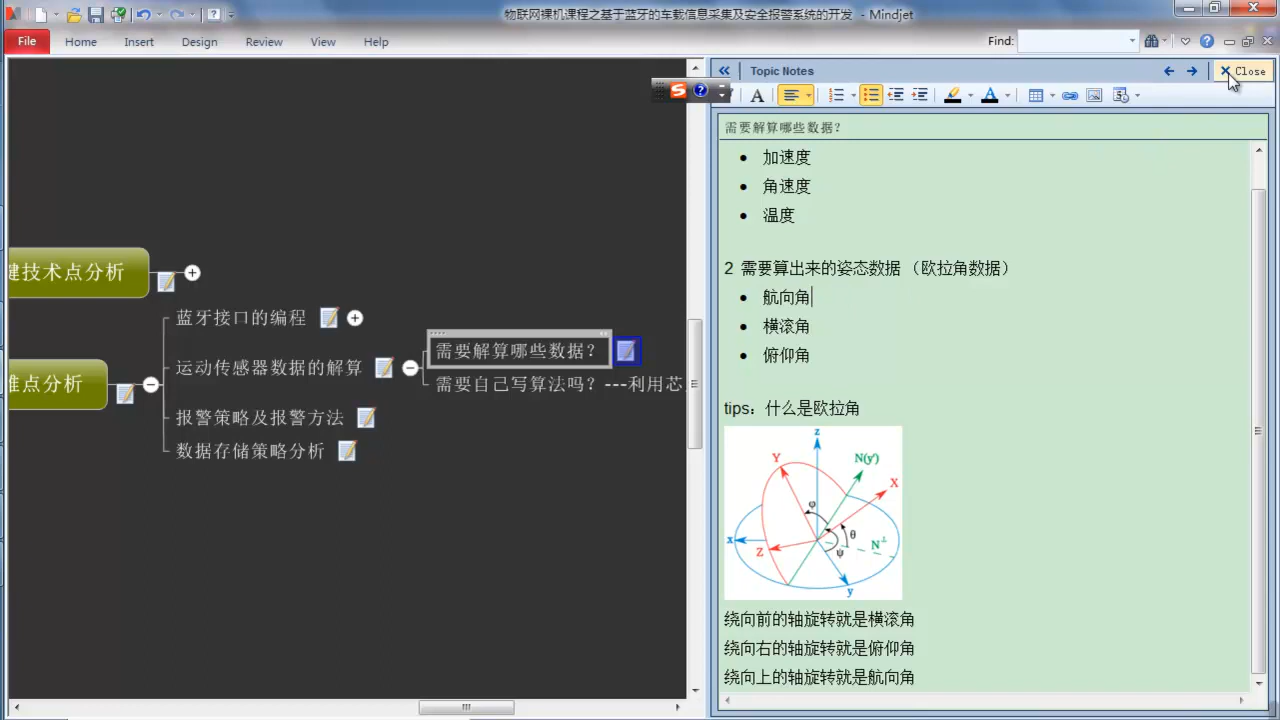 物联网裸机课程之基于蓝牙的车载信息采集及安全报警系统的开发 - Mindjet
File Home Insert Design Review View Help Find:
Topic Notes Close
需要解算哪些数据?
加速度
角速度
温度
2 需要算出来的姿态数据 （欧拉角数据）
航向角
横滚角
俯仰角
tips：什么是欧拉角
z
Y N(y') X
φ θ
x Z ψ N⊥
y
绕向前的轴旋转就是横滚角
绕向右的轴旋转就是俯仰角
绕向上的轴旋转就是航向角
键技术点分析
难点分析
蓝牙接口的编程
运动传感器数据的解算
报警策略及报警方法
数据存储策略分析
需要解算哪些数据？
需要自己写算法吗？---利用芯